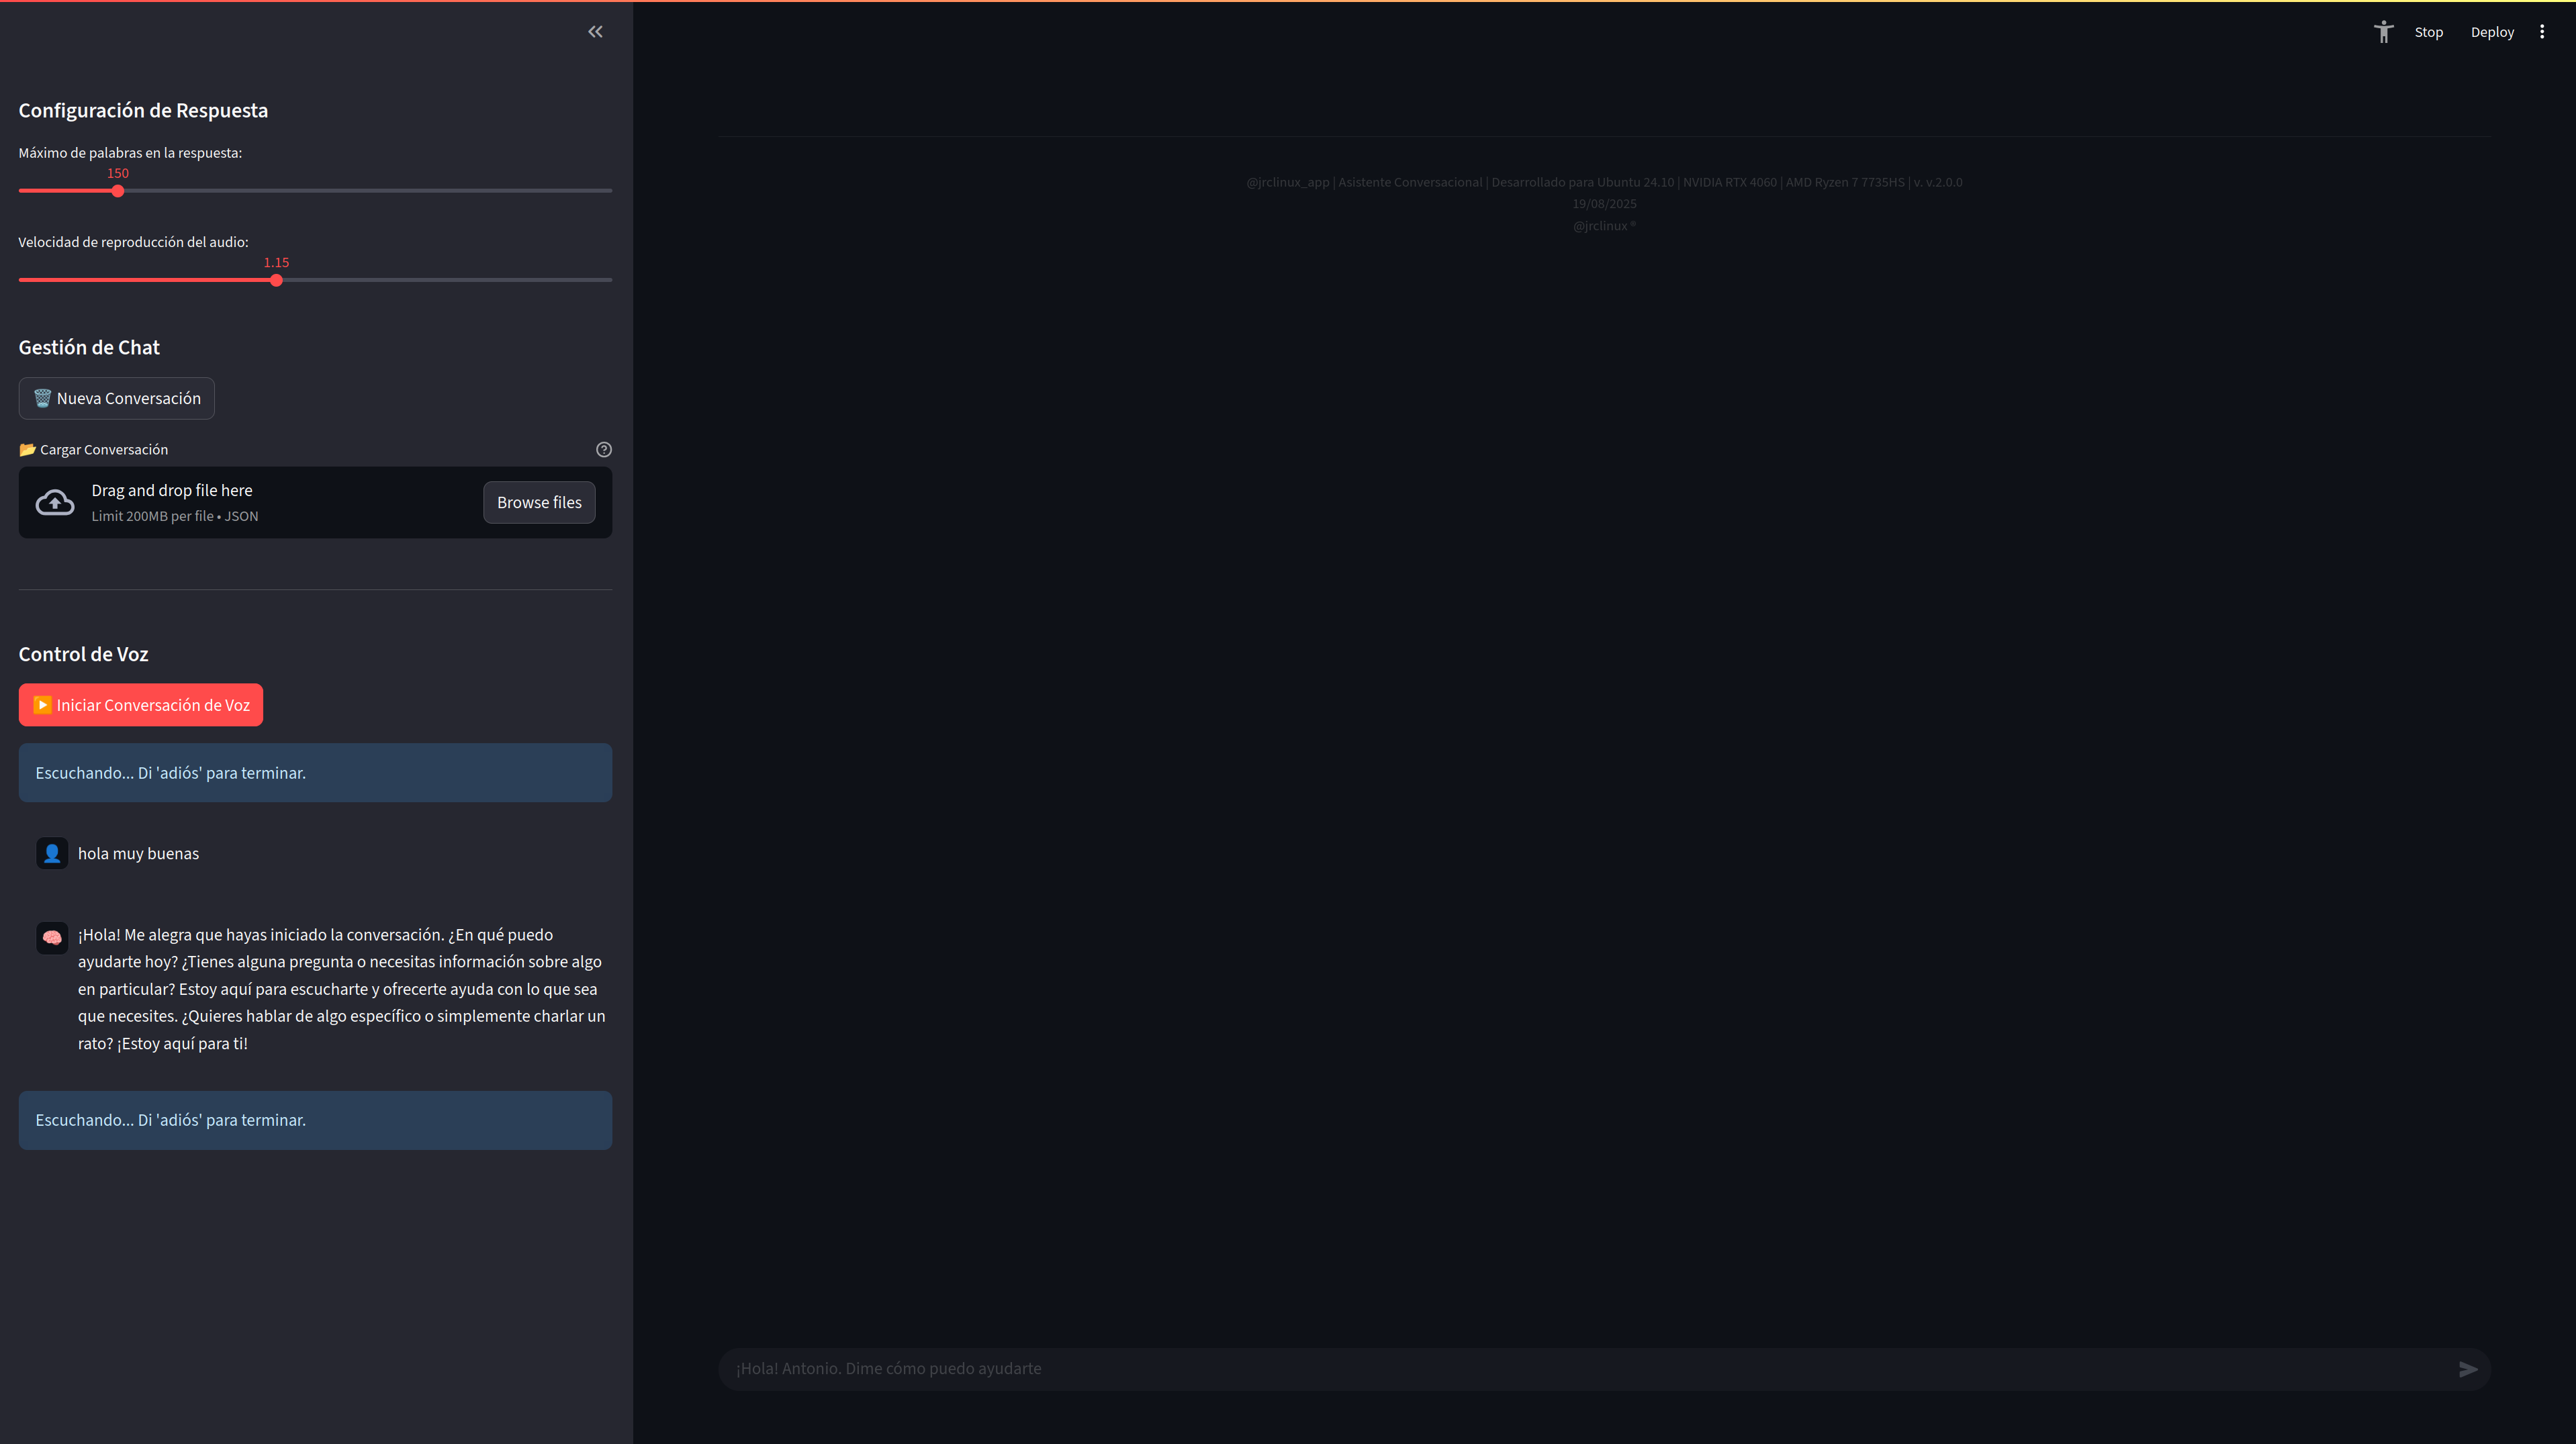 Stop
Deploy
Configuración de Respuesta
Máximo de palabras en la respuesta:
150
Velocidad de reproducción del audio:
1.15
Gestión de Chat
Nueva Conversación
Cargar Conversación
Drag and drop file here
Limit 200MB per file • JSON
Browse files
Control de Voz
Iniciar Conversación de Voz
Escuchando... Di 'adiós' para terminar.
hola muy buenas
¡Hola! Me alegra que hayas iniciado la conversación. ¿En qué puedo
ayudarte hoy? ¿Tienes alguna pregunta o necesitas información sobre algo
en particular? Estoy aquí para escucharte y ofrecerte ayuda con lo que sea
que necesites. ¿Quieres hablar de algo específico o simplemente charlar un
rato? ¡Estoy aquí para ti!
Escuchando... Di 'adiós' para terminar.
@jrclinux_app | Asistente Conversacional | Desarrollado para Ubuntu 24.10 | NVIDIA RTX 4060 | AMD Ryzen 7 7735HS | v. v.2.0.0
19/08/2025
@jrclinux ®
¡Hola! Antonio. Dime cómo puedo ayudarte